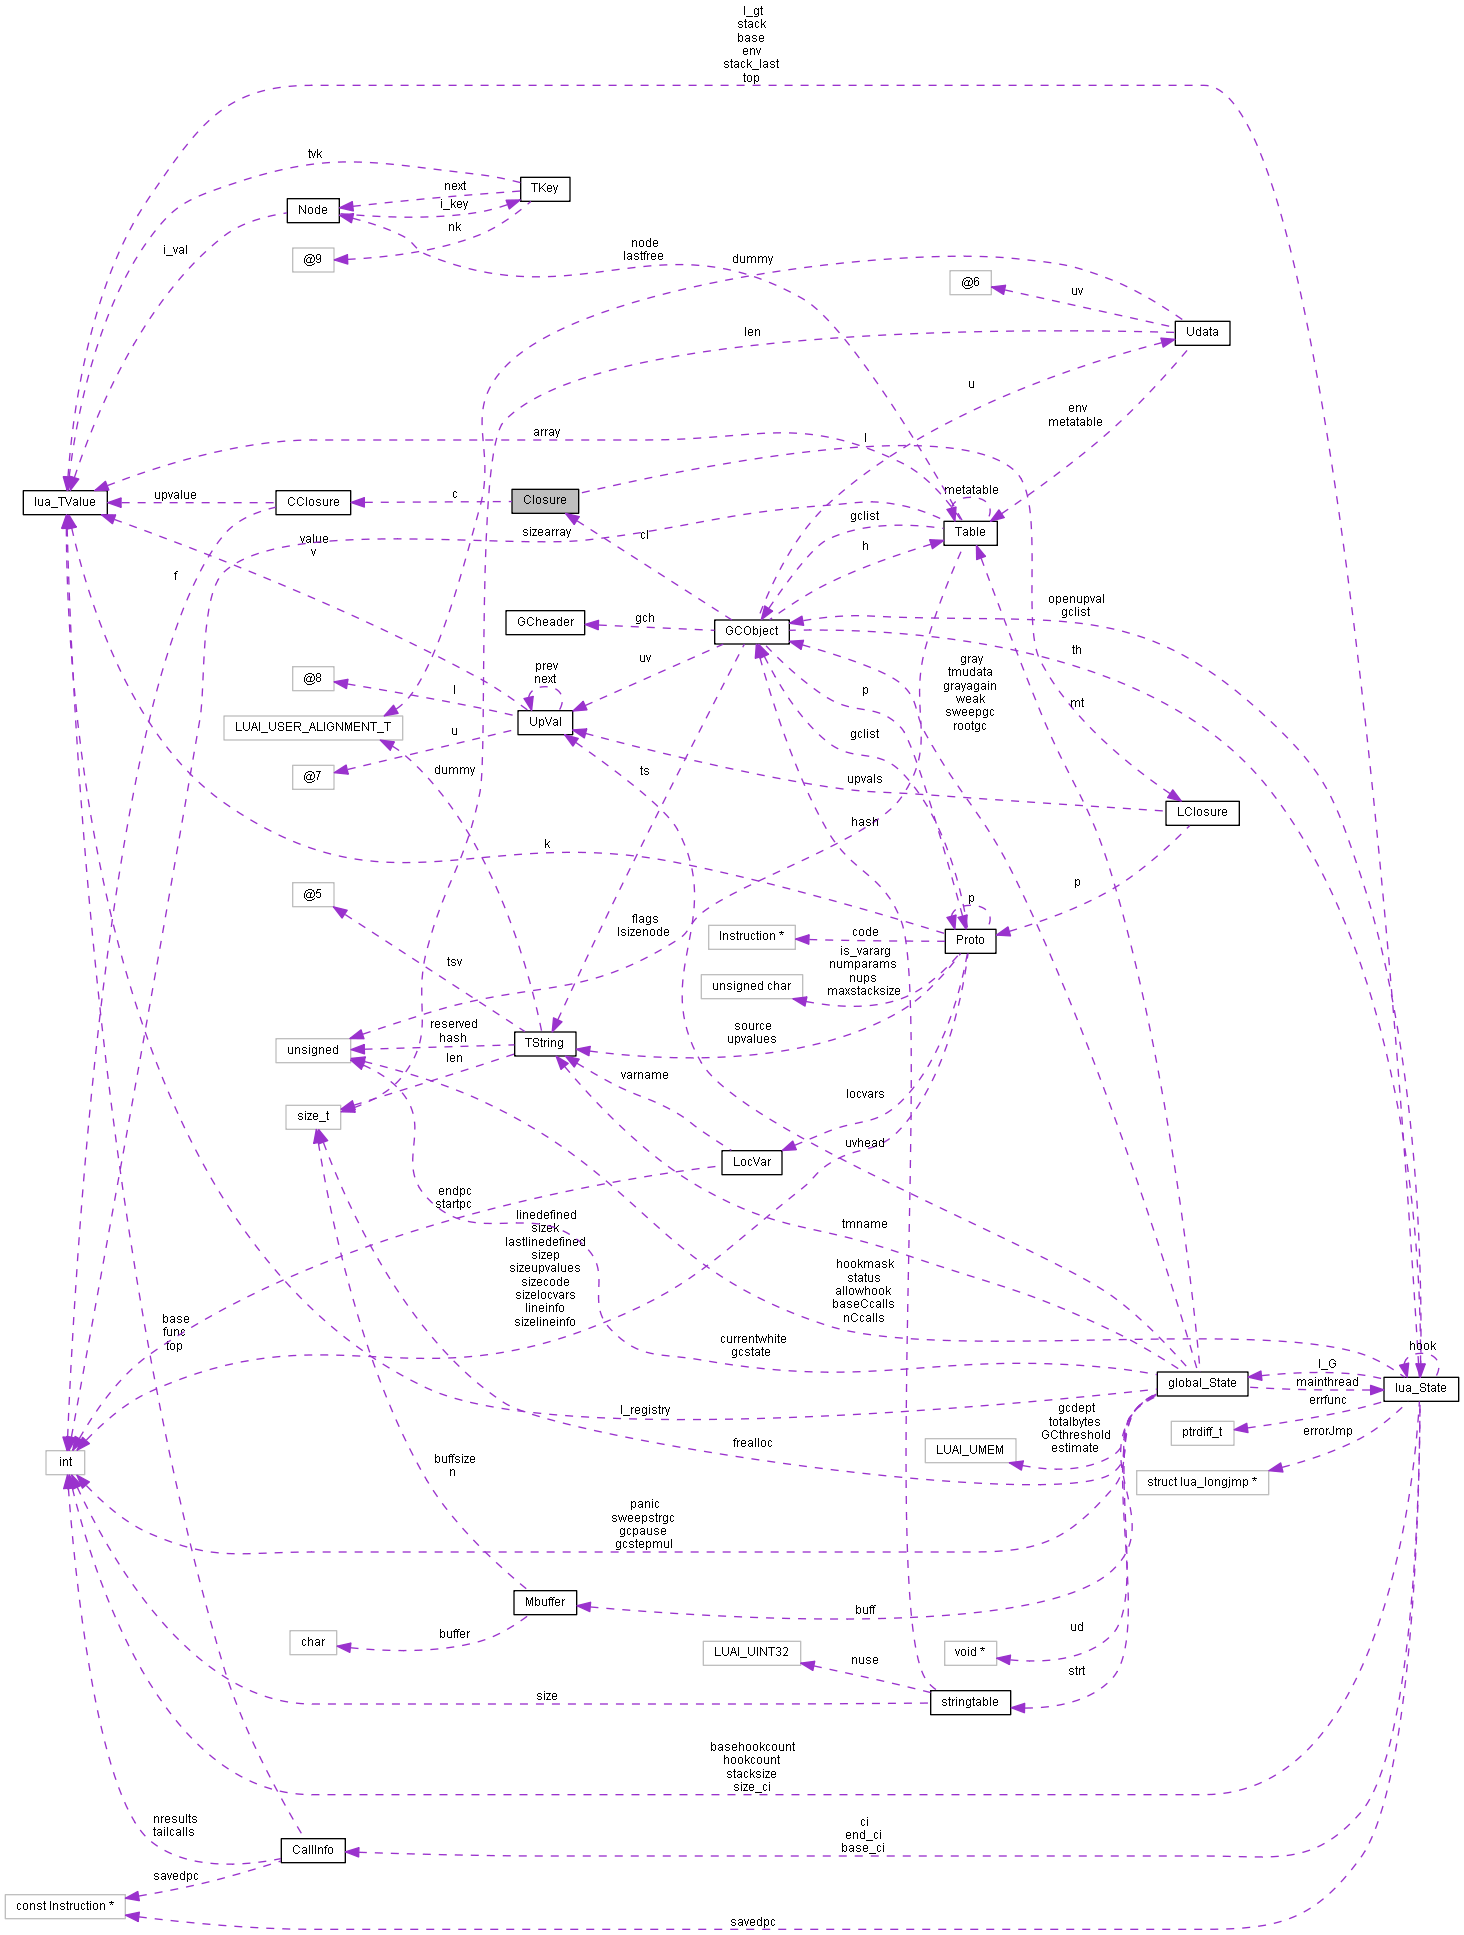 l_gt
stack
base
env
stack_last
top
tvk
TKey
next
Node
i_key
nk
i_val
@9
node
lastfree
dummy
@6
uv
Udata
len
u
env
metatable
array
l
metatable
lua_TValue
upvalue
CClosure
c
Closure
gclist
sizearray
Table
value
v
cl
h
f
openupval
gclist
GCheader
gch
GCObject
th
uv
gray
tmudata
grayagain
weak
sweepgc
rootgc
prev
next
@8
l
p
mt
LUAI_USER_ALIGNMENT_T
UpVal
u
gclist
@7
dummy
ts
upvals
LClosure
hash
k
p
@5
p
flags
lsizenode
Instruction *
code
Proto
is_vararg
numparams
nups
maxstacksize
tsv
unsigned char
reserved
hash
source
upvalues
unsigned
TString
len
varname
locvars
size_t
uvhead
LocVar
endpc
startpc
linedefined
sizek
lastlinedefined
sizep
sizeupvalues
sizecode
sizelocvars
lineinfo
sizelineinfo
tmname
hookmask
status
allowhook
baseCcalls
nCcalls
base
func
top
currentwhite
gcstate
hook
l_G
global_State
mainthread
lua_State
errfunc
l_registry
gcdept
totalbytes
GCthreshold
estimate
ptrdiff_t
errorJmp
frealloc
LUAI_UMEM
int
buffsize
n
struct lua_longjmp *
panic
sweepstrgc
gcpause
gcstepmul
Mbuffer
buff
buffer
char
ud
LUAI_UINT32
nuse
void *
strt
size
stringtable
basehookcount
hookcount
stacksize
size_ci
nresults
tailcalls
ci
end_ci
base_ci
CallInfo
savedpc
const Instruction *
savedpc